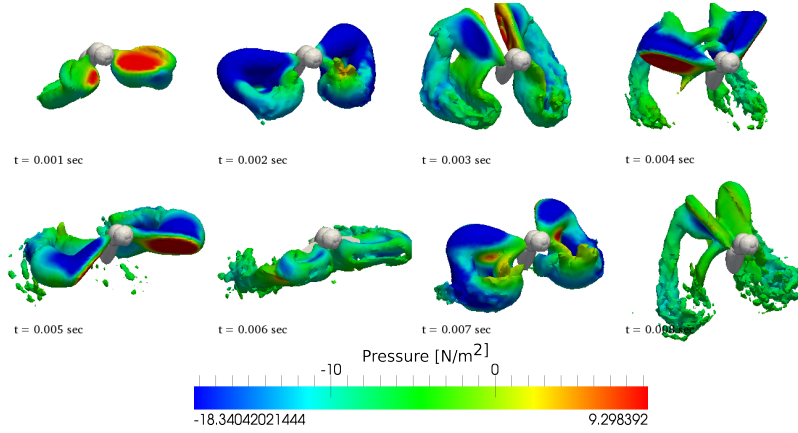 t = 0.001 sec
t = 0.002 sec
t = 0.003 sec
t = 0.004 sec
t = 0.005 sec
t = 0.006 sec
t = 0.007 sec
t = 0.008 sec
Pressure [N/m²]
-10 0
-18.34042021444 9.298392